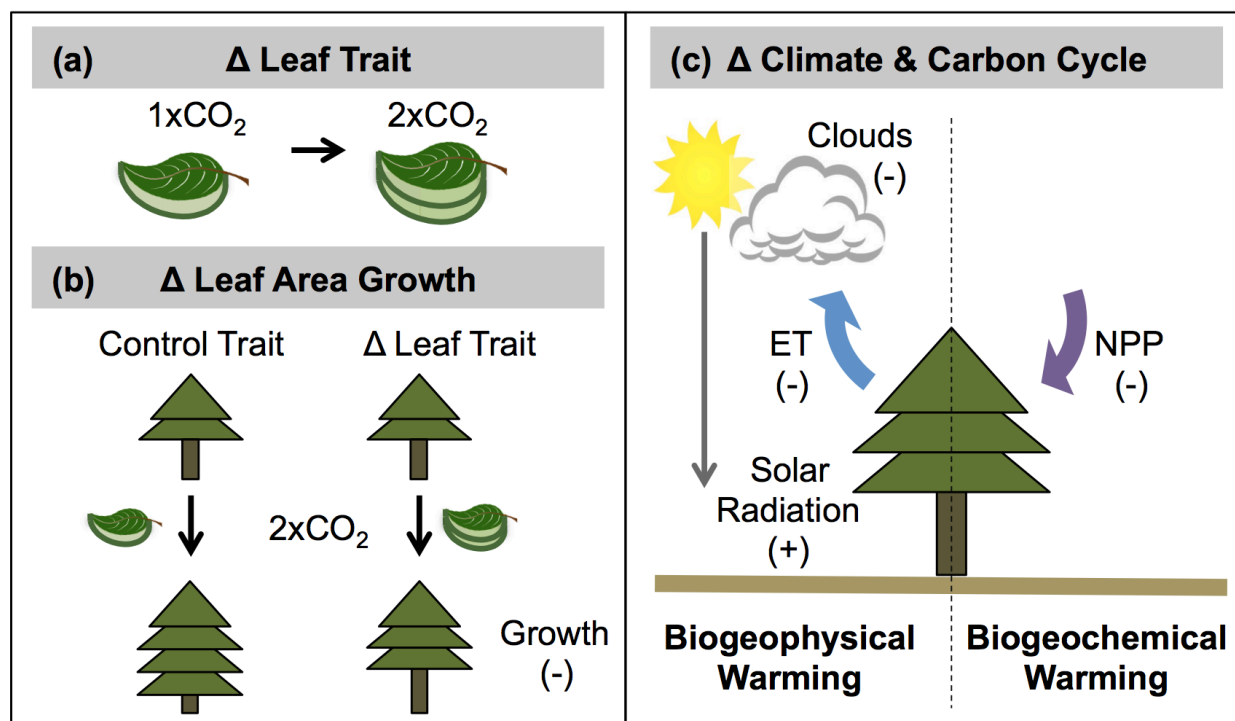 (a) Δ Leaf Trait
1xCO₂
2xCO₂
(b) Δ Leaf Area Growth
Control Trait
Δ Leaf Trait
2xCO₂
Growth
(-)
(c) Δ Climate & Carbon Cycle
Clouds
(-)
ET
(-)
NPP
(-)
Solar
Radiation
(+)
Biogeophysical
Warming
Biogeochemical
Warming